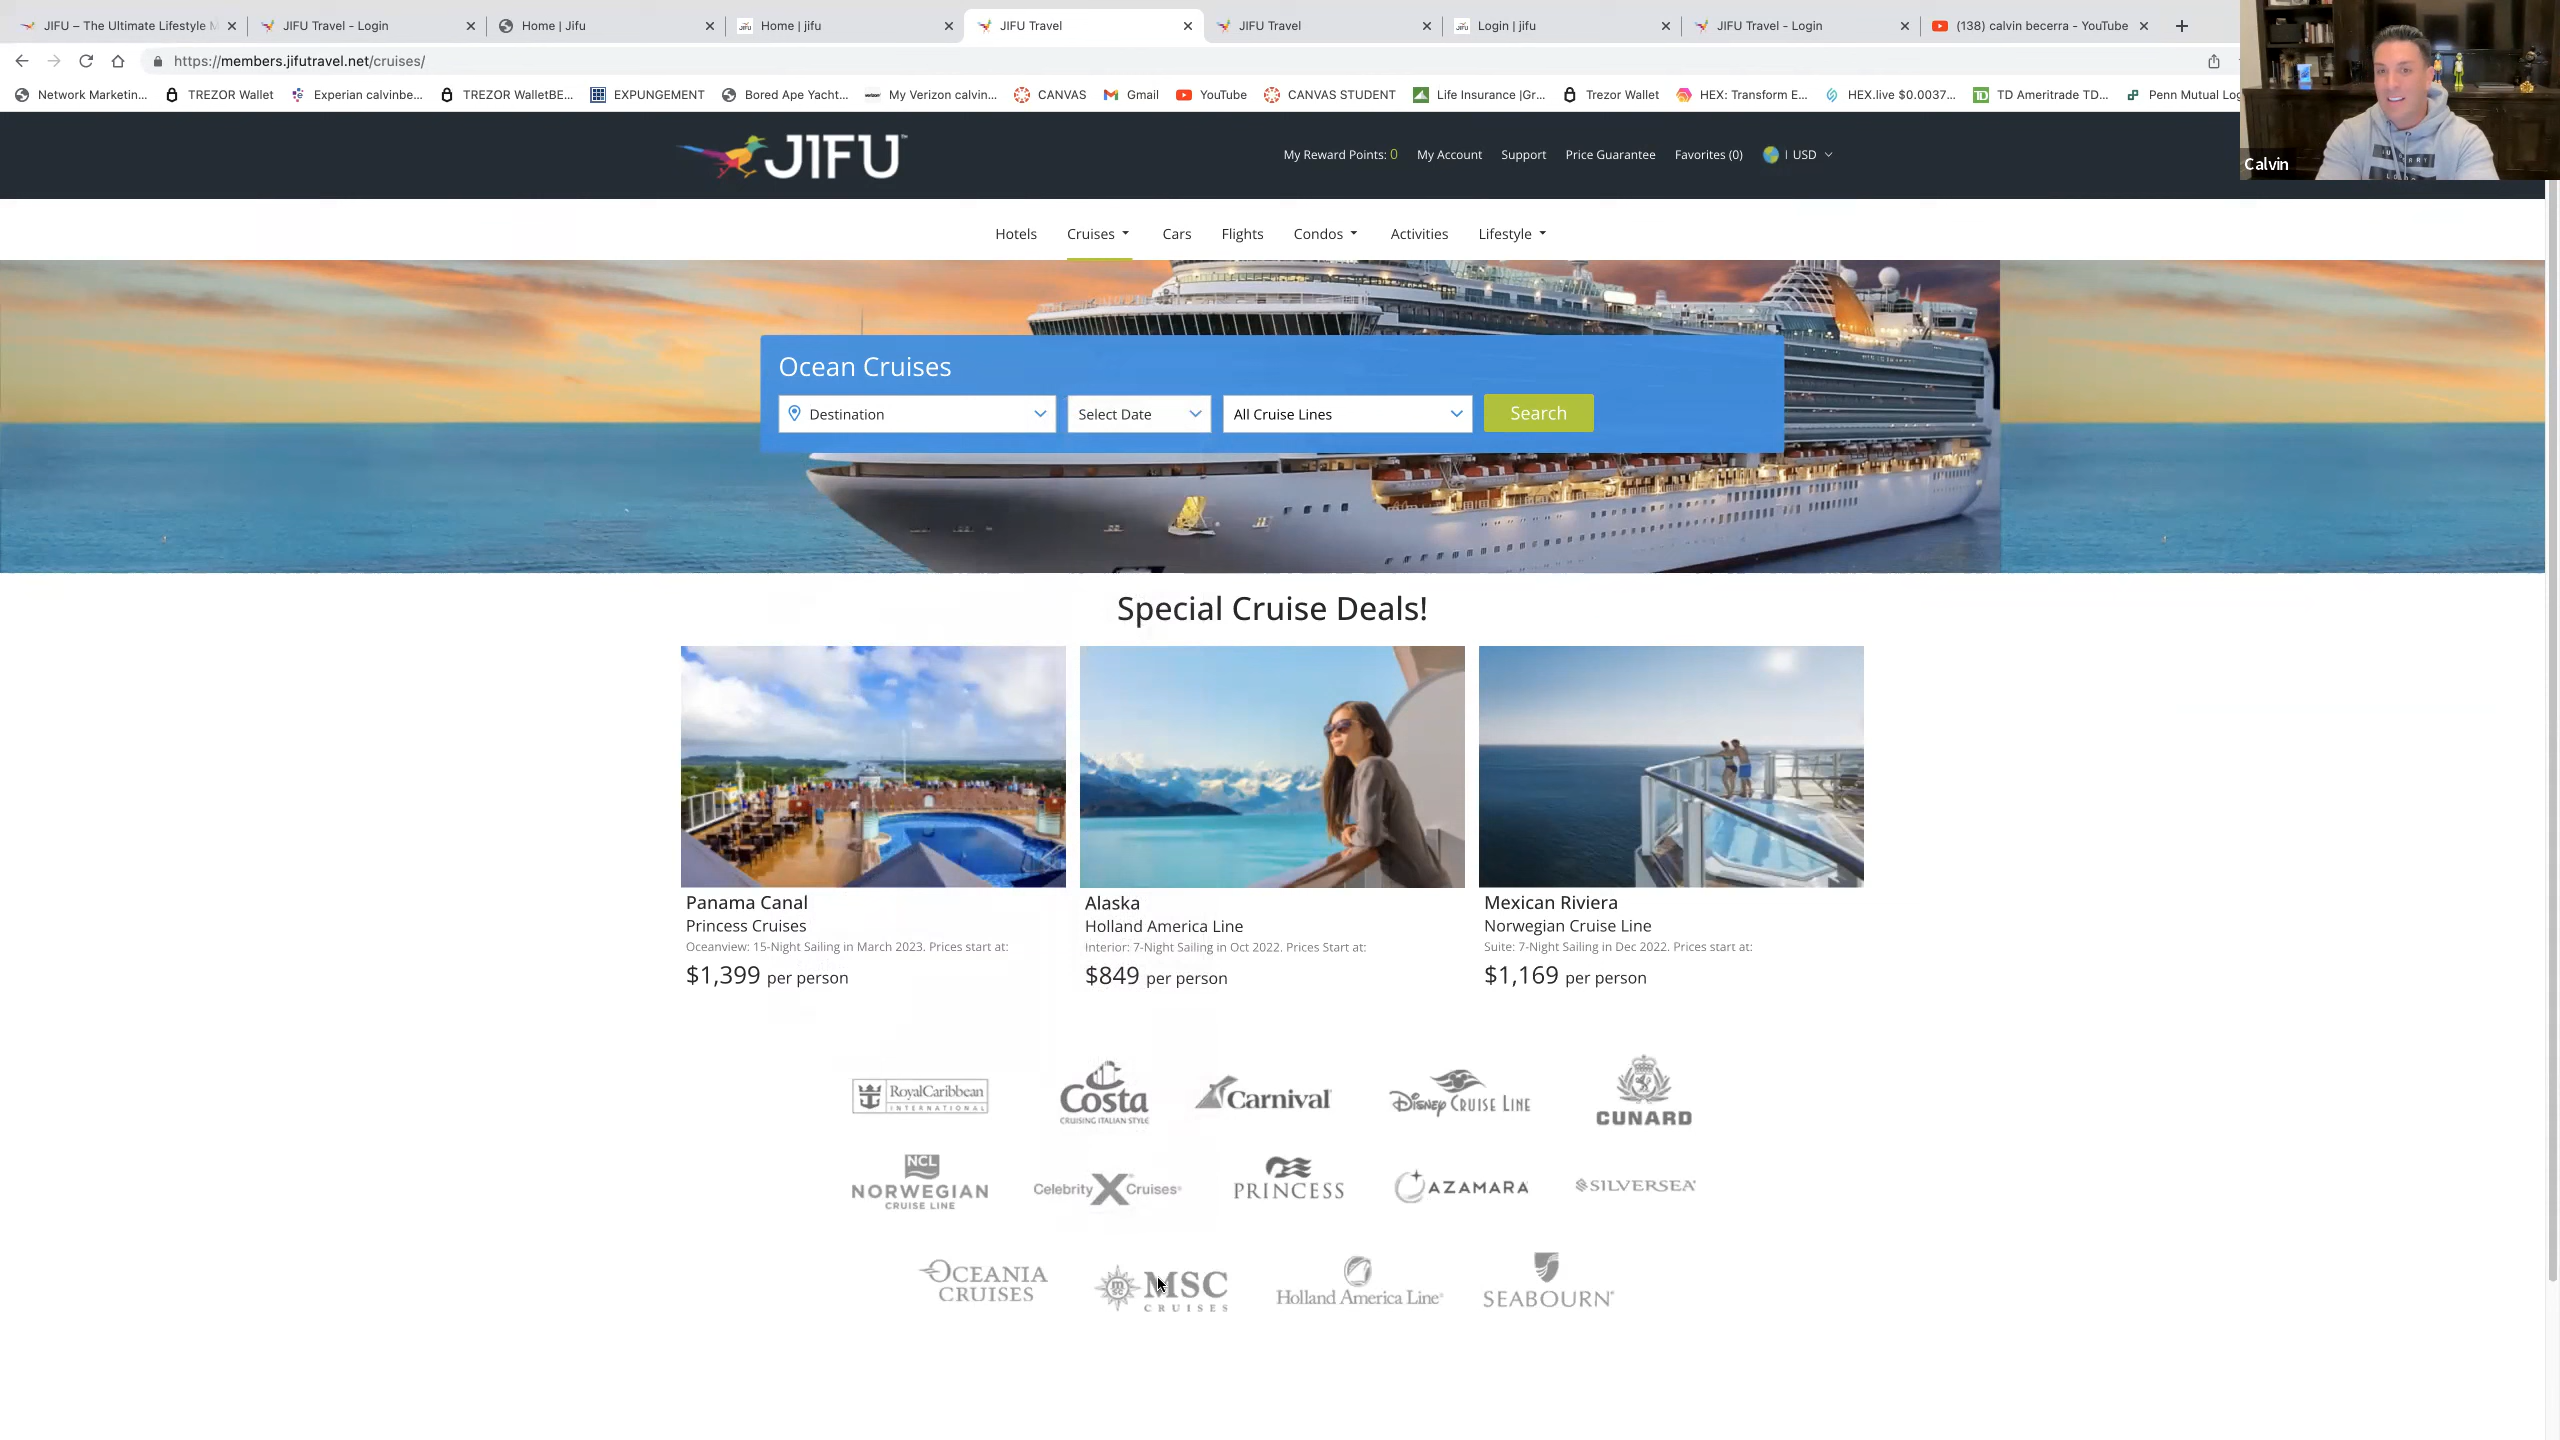 JIFU – The Ultimate Lifestyle M
JIFU Travel - Login
Home | Jifu
Home | jifu
JIFU Travel
JIFU Travel
Login | jifu
JIFU Travel - Login
(138) calvin becerra - YouTube
https://members.jifutravel.net/cruises/
Network Marketin...
TREZOR Wallet
Experian calvinbe...
TREZOR WalletBE...
EXPUNGEMENT
Bored Ape Yacht...
My Verizon calvin...
CANVAS
Gmail
YouTube
CANVAS STUDENT
Life Insurance |Gr...
Trezor Wallet
HEX: Transform E...
HEX.live $0.0037...
TD Ameritrade TD...
Penn Mutual Log
Calvin
JIFU
My Reward Points: 0
My Account
Support
Price Guarantee
Favorites (0)
| USD
Hotels
Cruises
Cars
Flights
Condos
Activities
Lifestyle
Ocean Cruises
Destination
Select Date
All Cruise Lines
Search
Special Cruise Deals!
Panama Canal
Princess Cruises
Oceanview: 15-Night Sailing in March 2023. Prices start at:
$1,399 per person
Alaska
Holland America Line
Interior: 7-Night Sailing in Oct 2022. Prices Start at:
$849 per person
Mexican Riviera
Norwegian Cruise Line
Suite: 7-Night Sailing in Dec 2022. Prices start at:
$1,169 per person
RoyalCaribbean
INTERNATIONAL
Costa
CRUISING ITALIAN STYLE
Carnival
Disney CRUISE LINE
CUNARD
NCL
NORWEGIAN
CRUISE LINE
Celebrity X Cruises
PRINCESS
AZAMARA
SILVERSEA
OCEANIA
CRUISES
MSC
CRUISES
Holland America Line
SEABOURN